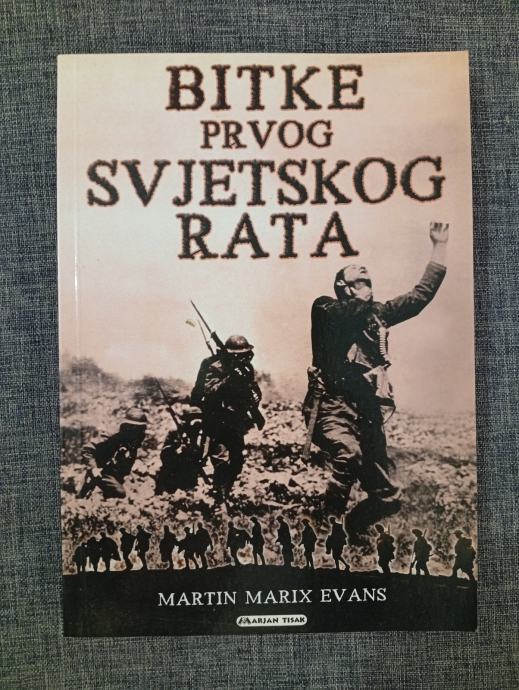 BITKE
PRVOG
SVJETSKOG
RATA
MARTIN MARIX EVANS
MARJAN TISAK